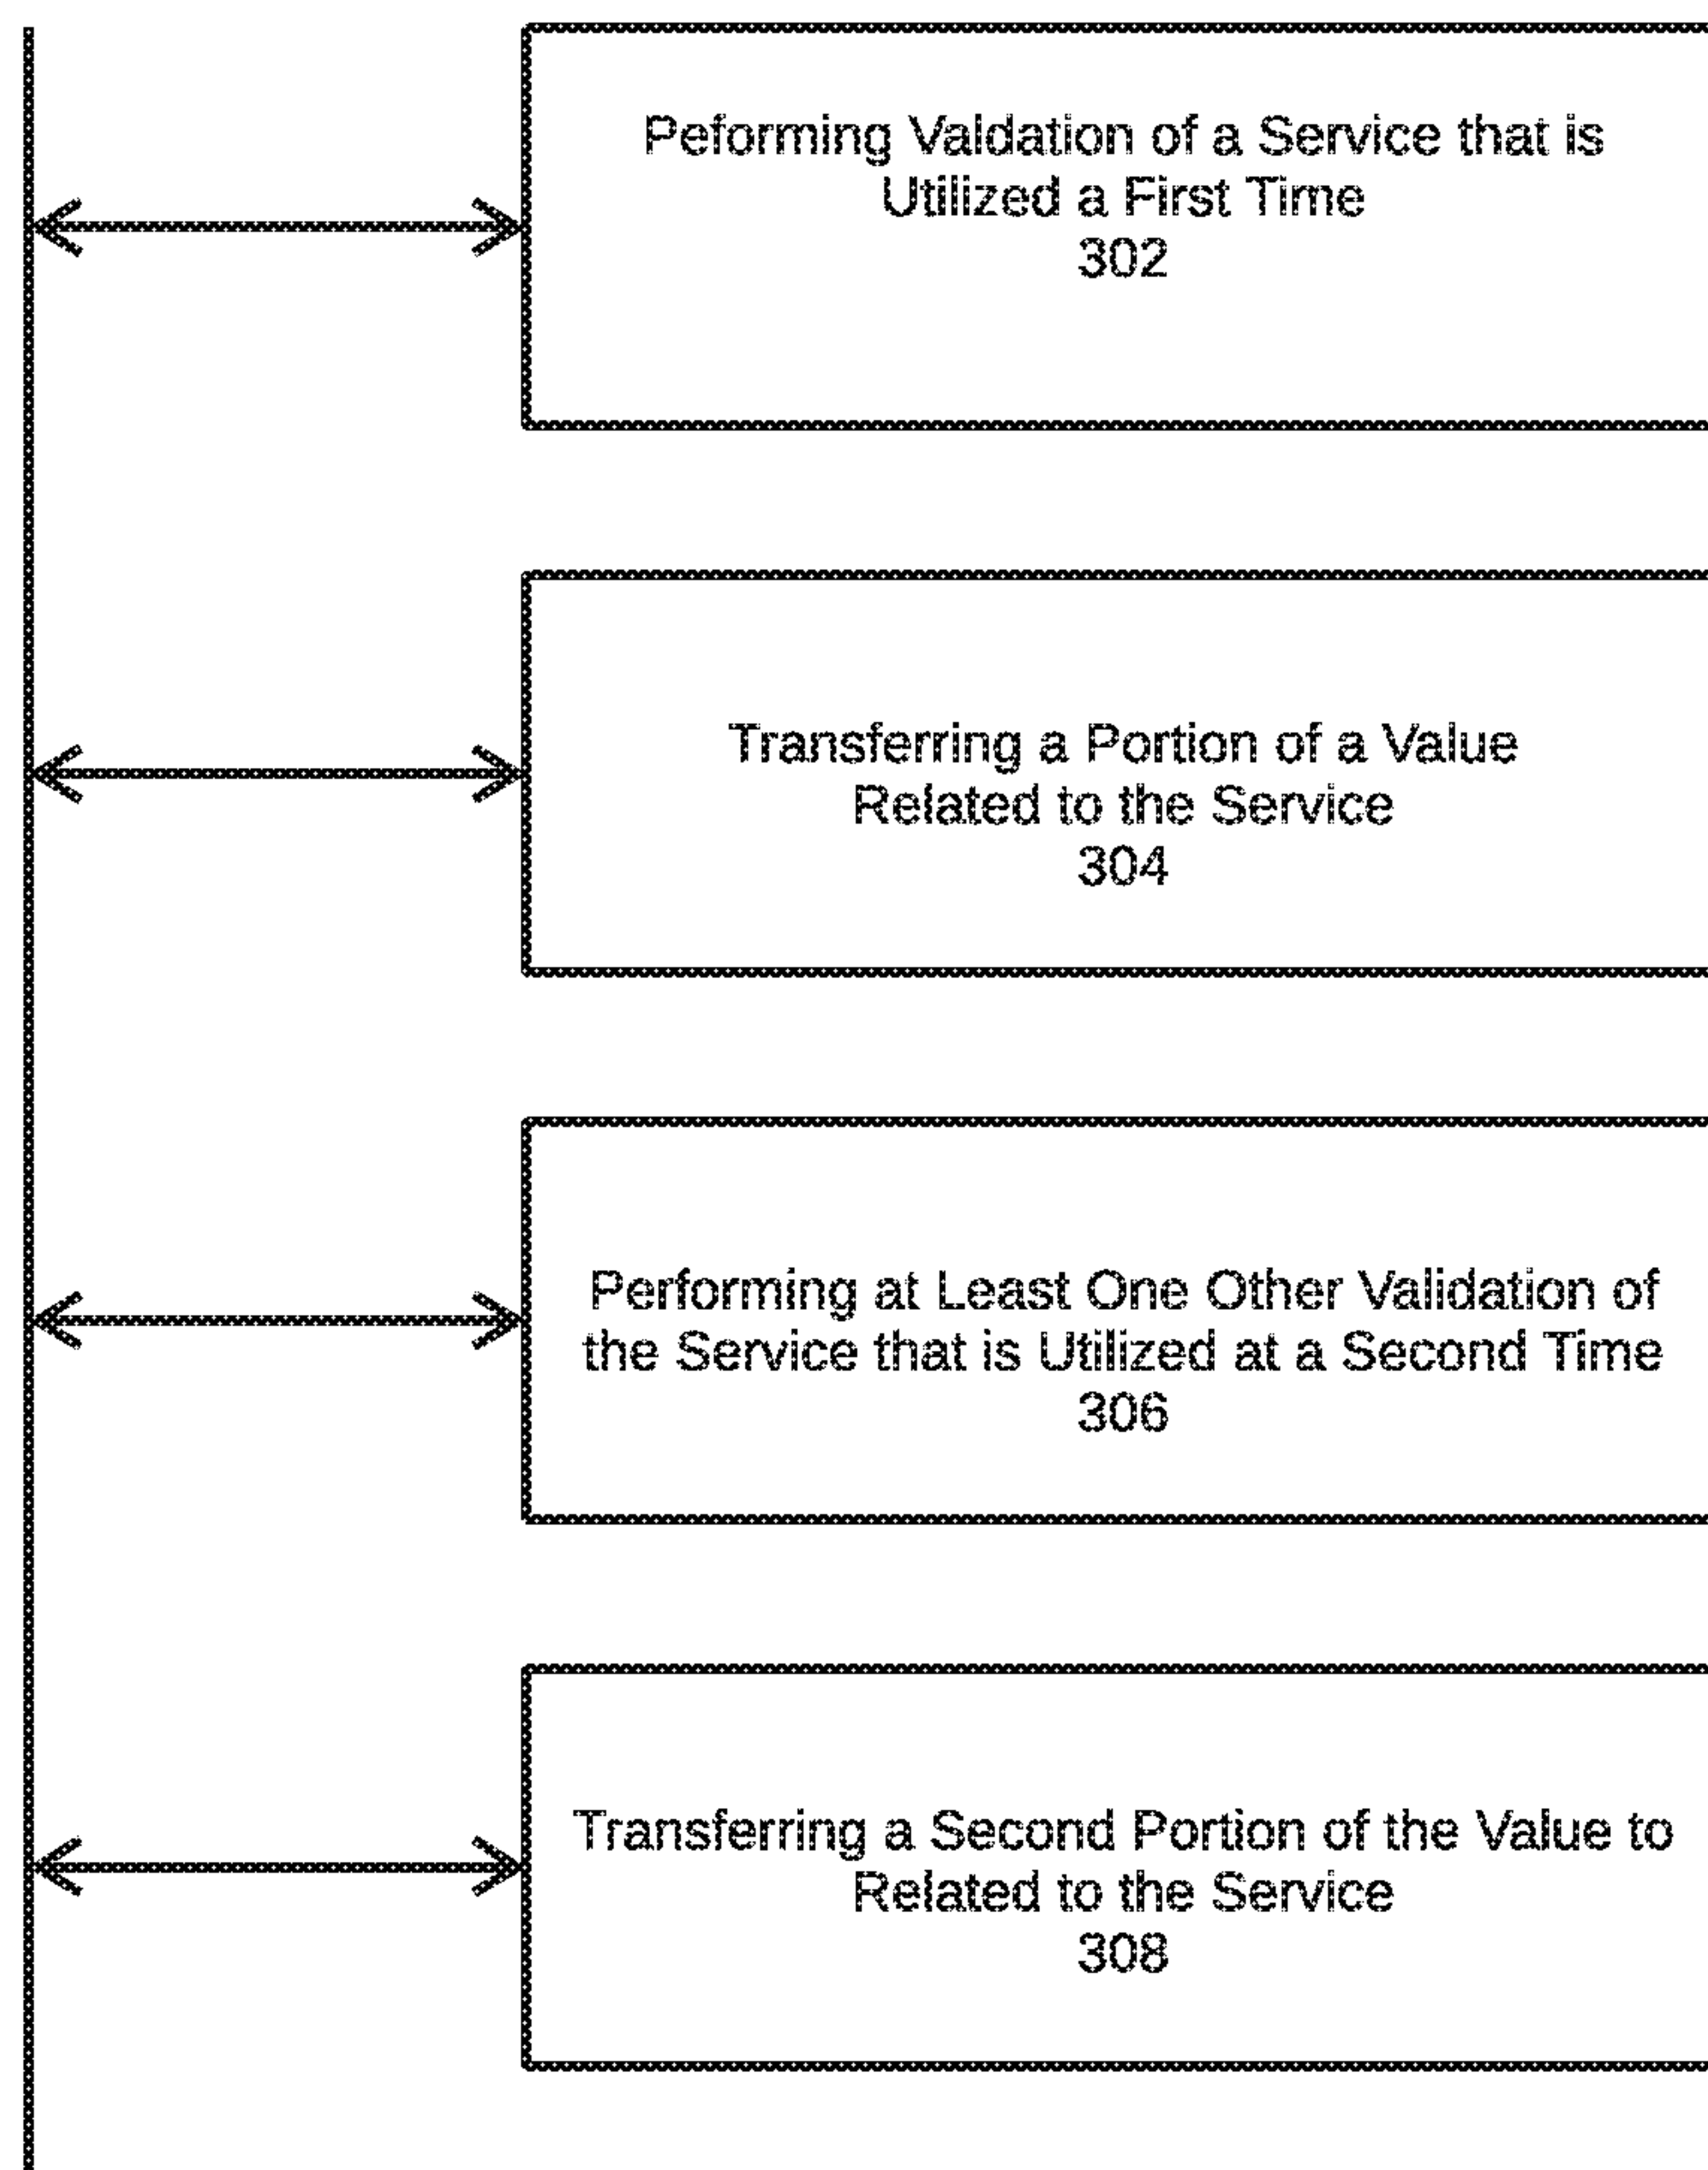 Peforming Valdation of a Service that is
Utilized a First Time
302
Transferring a Portion of a Value
Related to the Service
304
Performing at Least One Other Validation of
the Service that is Utilized at a Second Time
306
Transferring a Second Portion of the Value to
Related to the Service
308